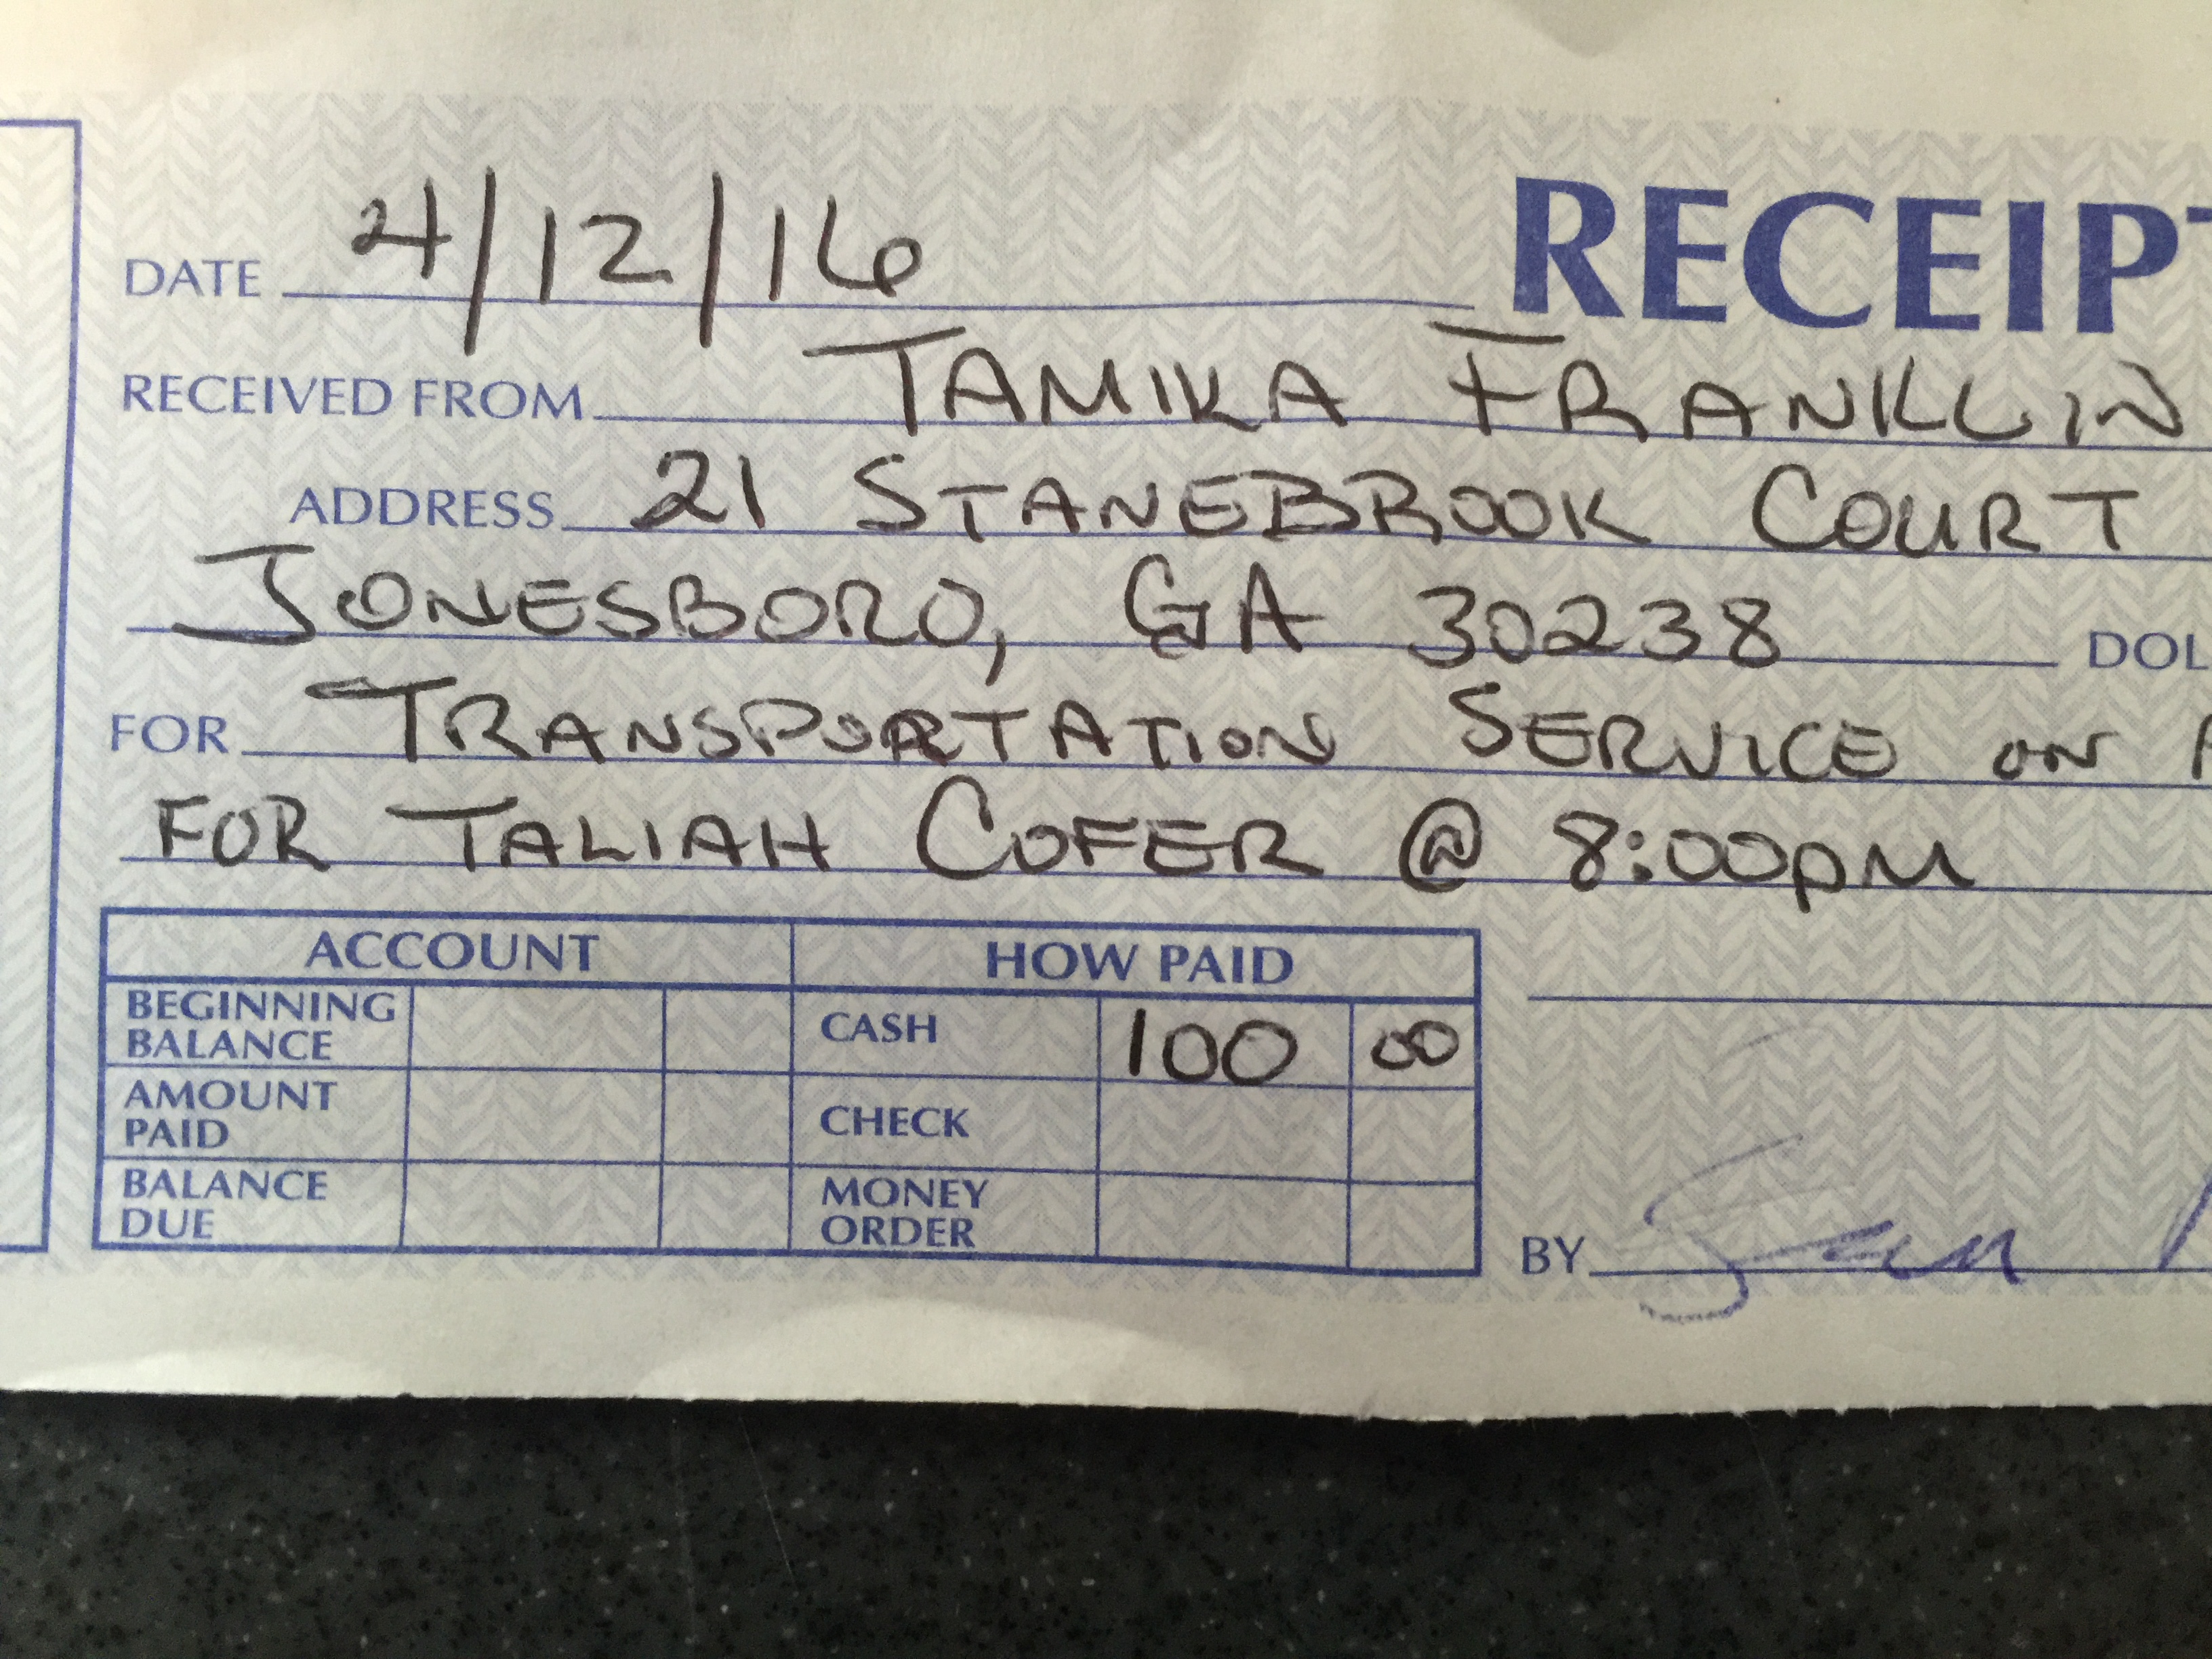 RECEIPT
DATE 4/12/16
RECEIVED FROM TAMIKA FRANKLIN
ADDRESS 21 STANEBROOK COURT
JONESBORO, GA 30238 DOL
FOR TRANSPORTATION SERVICE ON
FOR TALIAH COFER @ 8:00PM
ACCOUNT HOW PAID
BEGINNING BALANCE CASH 100 00
AMOUNT PAID CHECK
BALANCE DUE MONEY ORDER
BY